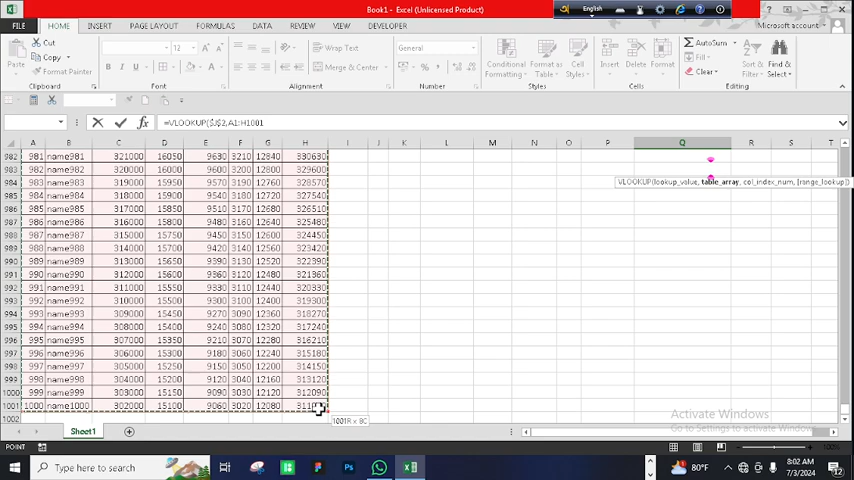 Book1 - Excel (Unlicensed Product)
English
FILE HOME INSERT PAGE LAYOUT FORMULAS DATA REVIEW VIEW DEVELOPER Microsoft account
Cut
Copy
Format Painter
Paste
12
B I U
Wrap Text
Merge & Center
General
Conditional Formatting
Format as Table
Cell Styles
Insert Delete Format
AutoSum
Fill
Clear
Sort & Filter
Find & Select
Clipboard Font Alignment Number Styles Cells Editing
=VLOOKUP($J$2,A1:H1001
A B C D E F G H I J K L M N O P Q R S T
VLOOKUP(lookup_value, table_array, col_index_num, [range_lookup])
982 981 name981 321000 16050 9630 3210 12840 330630
983 982 name982 320000 16000 9600 3200 12800 329600
984 983 name983 319000 15950 9570 3190 12760 328570
985 984 name984 318000 15900 9540 3180 12720 327540
986 985 name985 317000 15850 9510 3170 12680 326510
987 986 name986 316000 15800 9480 3160 12640 325480
988 987 name987 315000 15750 9450 3150 12600 324450
989 988 name988 314000 15700 9420 3140 12560 323420
990 989 name989 313000 15650 9390 3130 12520 322390
991 990 name990 312000 15600 9360 3120 12480 321360
992 991 name991 311000 15550 9330 3110 12440 320330
993 992 name992 310000 15500 9300 3100 12400 319300
994 993 name993 309000 15450 9270 3090 12360 318270
995 994 name994 308000 15400 9240 3080 12320 317240
996 995 name995 307000 15350 9210 3070 12280 316210
997 996 name996 306000 15300 9180 3060 12240 315180
998 997 name997 305000 15250 9150 3050 12200 314150
999 998 name998 304000 15200 9120 3040 12160 313120
1000 999 name999 303000 15150 9090 3030 12120 312090
1001 1000 name1000 302000 15100 9060 3020 12080
1002
1001R x 8C
Activate Windows
Go to Settings to activate Windows.
Sheet1
POINT 100%
Type here to search
80°F
8:02 AM
7/3/2024
12